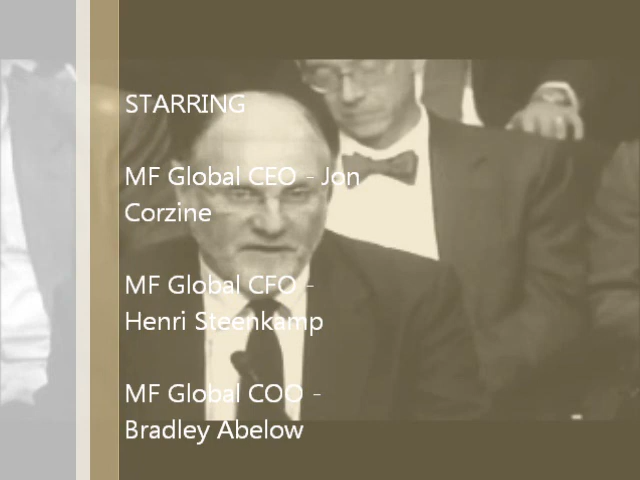 STARRING
MF Global CEO - Jon
Corzine
MF Global CFO -
Henri Steenkamp
MF Global COO -
Bradley Abelow